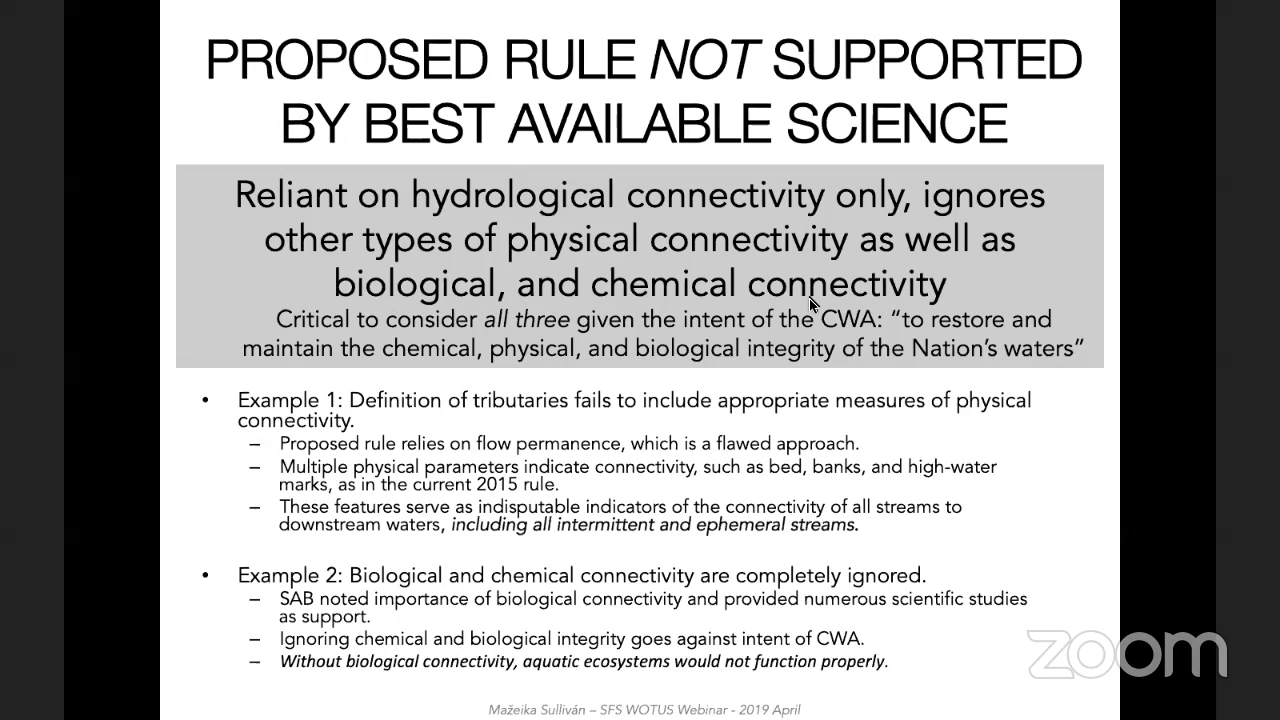 PROPOSED RULE NOT SUPPORTED
BY BEST AVAILABLE SCIENCE
Reliant on hydrological connectivity only, ignores
other types of physical connectivity as well as
biological, and chemical connectivity
Critical to consider all three given the intent of the CWA: “to restore and
maintain the chemical, physical, and biological integrity of the Nation’s waters”
• Example 1: Definition of tributaries fails to include appropriate measures of physical
connectivity.
– Proposed rule relies on flow permanence, which is a flawed approach.
– Multiple physical parameters indicate connectivity, such as bed, banks, and high-water
marks, as in the current 2015 rule.
– These features serve as indisputable indicators of the connectivity of all streams to
downstream waters, including all intermittent and ephemeral streams.
• Example 2: Biological and chemical connectivity are completely ignored.
– SAB noted importance of biological connectivity and provided numerous scientific studies
as support.
– Ignoring chemical and biological integrity goes against intent of CWA.
– Without biological connectivity, aquatic ecosystems would not function properly.
zoom
Mažeika Sulliván – SFS WOTUS Webinar - 2019 April